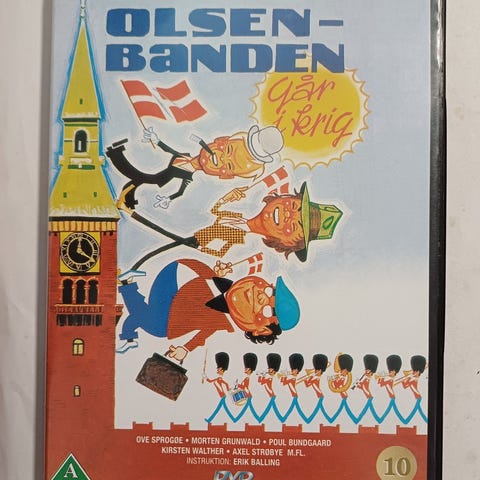 OLSEN-
BANDEN
går
i krig
OVE SPROGØE • MORTEN GRUNWALD • POUL BUNDGAARD
KIRSTEN WALTHER • AXEL STRØBYE M.FL.
INSTRUKTION: ERIK BALLING
A
DVD
10